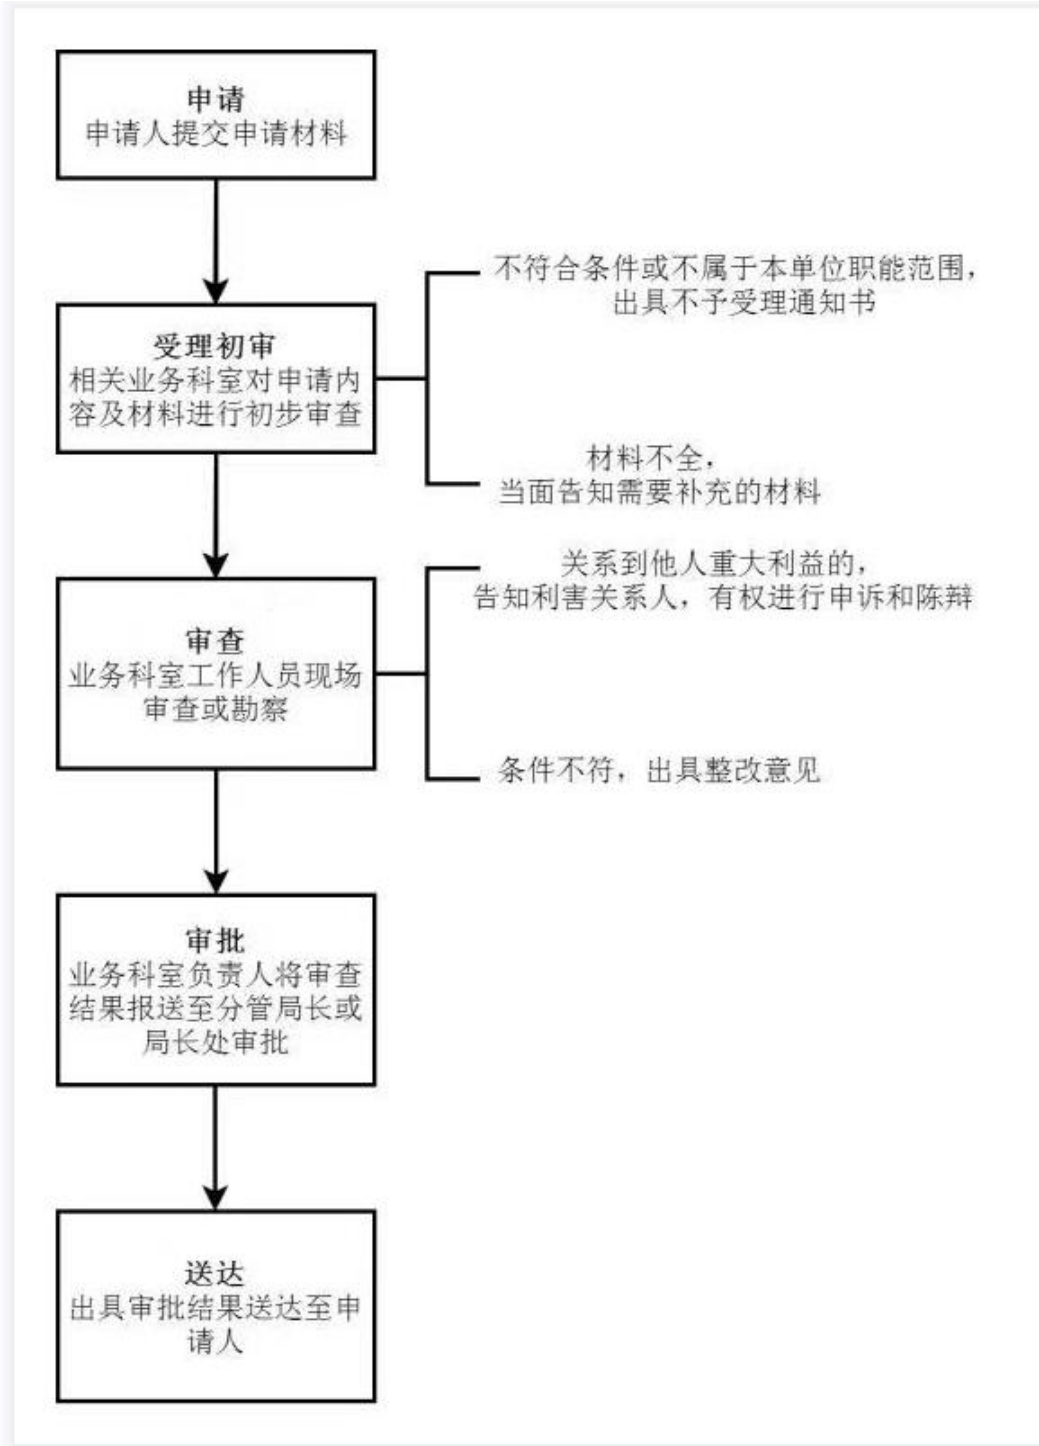 申请
申请人提交申请材料
不符合条件或不属于本单位职能范围，
出具不予受理通知书
受理初审
相关业务科室对申请内
容及材料进行初步审查
材料不全，
当面告知需要补充的材料
关系到他人重大利益的，
告知利害关系人，有权进行申诉和陈辩
审查
业务科室工作人员现场
审查或勘察
条件不符，出具整改意见
审批
业务科室负责人将审查
结果报送至分管局长或
局长处审批
送达
出具审批结果送达至申
请人